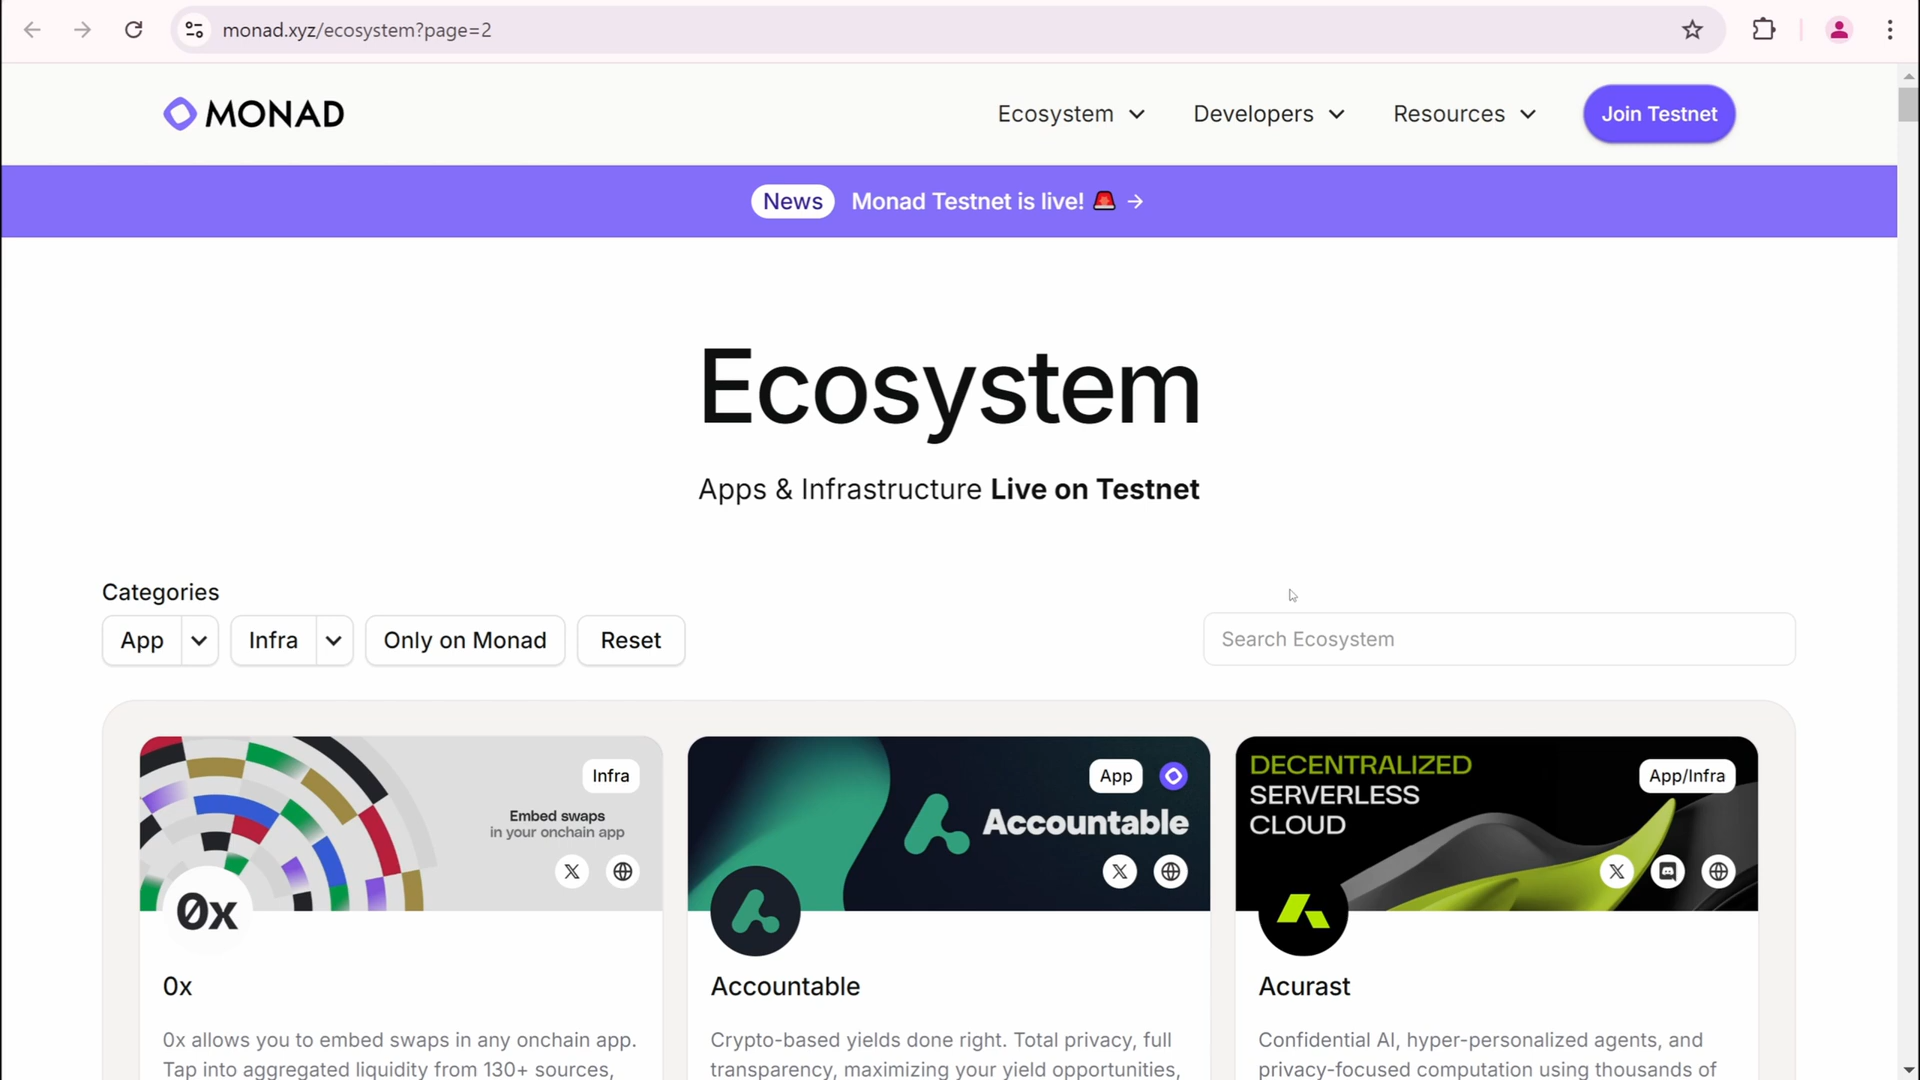 monad.xyz/ecosystem?page=2
MONAD
Ecosystem
Developers
Resources
Join Testnet
News Monad Testnet is live! 🚨 →
Ecosystem
Apps & Infrastructure Live on Testnet
Categories
App
Infra
Only on Monad
Reset
Search Ecosystem
Infra
Embed swaps
in your onchain app
0x
0x
0x allows you to embed swaps in any onchain app.
Tap into aggregated liquidity from 130+ sources,
App
Accountable
Accountable
Crypto-based yields done right. Total privacy, full
transparency, maximizing your yield opportunities,
DECENTRALIZED
SERVERLESS
CLOUD
App/Infra
Acurast
Confidential AI, hyper-personalized agents, and
privacy-focused computation using thousands of